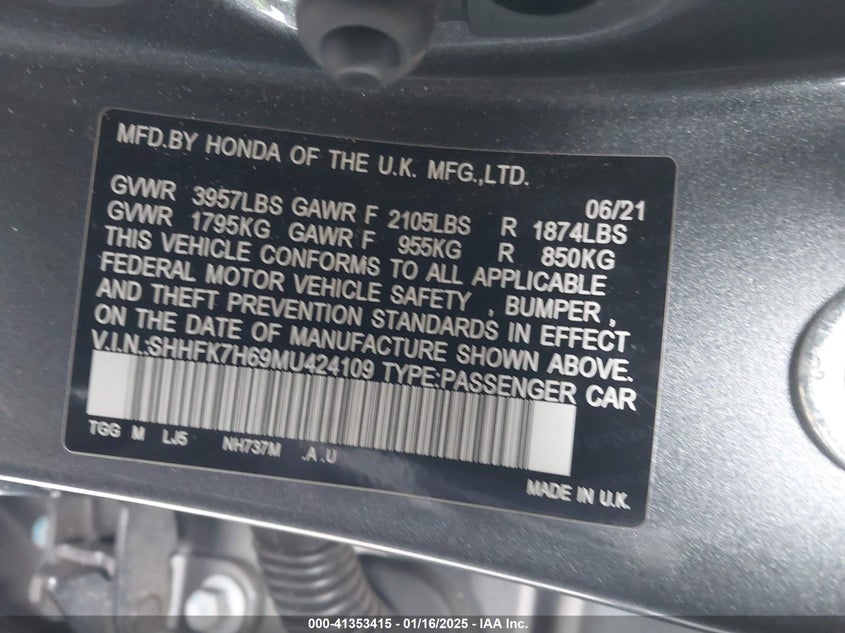 MFD.BY HONDA OF THE U.K. MFG.,LTD.
06/21
GVWR 3957LBS GAWR F 2105LBS R 1874LBS
GVWR 1795KG GAWR F 955KG R 850KG
THIS VEHICLE CONFORMS TO ALL APPLICABLE
FEDERAL MOTOR VEHICLE SAFETY , BUMPER ,
AND THEFT PREVENTION STANDARDS IN EFFECT
ON THE DATE OF MANUFACTURE SHOWN ABOVE.
V.I.N.:SHHFK7H69MU424109 TYPE:PASSENGER CAR
TGG M LJ5 NH737M .A .U
MADE IN U.K.
000-41353415 - 01/16/2025 - IAA Inc.